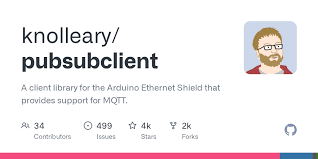 knolleary/
pubsubclient
A client library for the Arduino Ethernet Shield that
provides support for MQTT.
34
Contributors
499
Issues
4k
Stars
2k
Forks